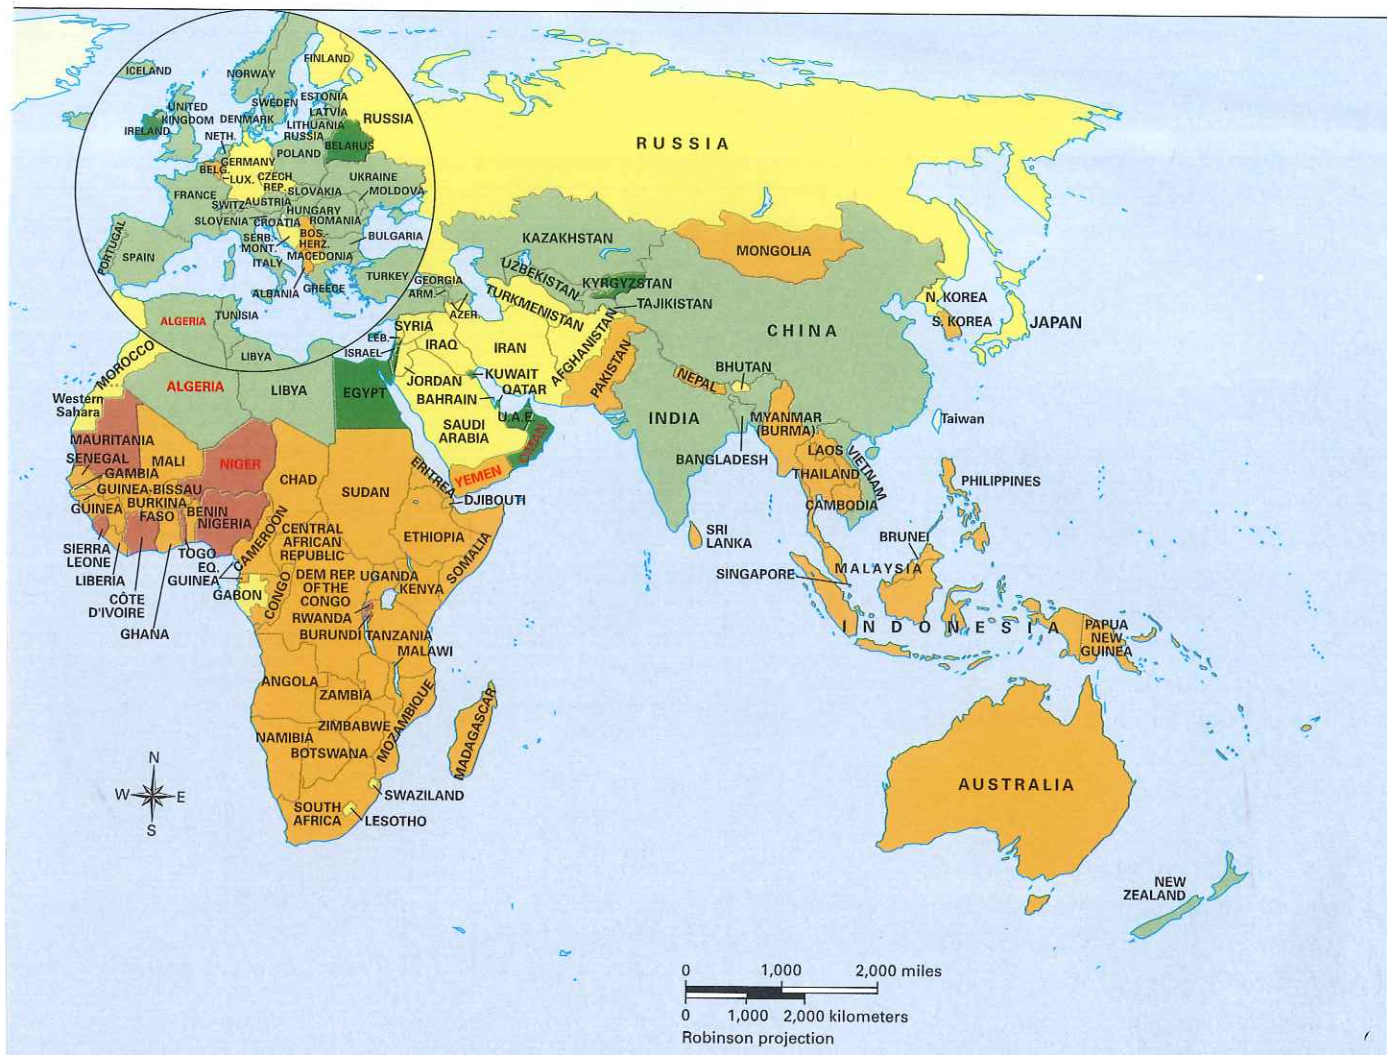 ICELAND
NORWAY
FINLAND
SWEDEN
ESTONIA
LATVIA
LITHUANIA
RUSSIA
RUSSIA
UNITED
KINGDOM
DENMARK
IRELAND
NETH.
BELARUS
POLAND
GERMANY
BELG.
LUX.
CZECH
REP.
UKRAINE
SLOVAKIA
MOLDOVA
FRANCE
SWITZ.
AUSTRIA
HUNGARY
SLOVENIA
CROATIA
ROMANIA
BOS.
HERZ.
SERB.
MONT.
BULGARIA
PORTUGAL
SPAIN
ITALY
MACEDONIA
ALBANIA
GREECE
TURKEY
GEORGIA
ARM.
AZER.
ALGERIA
TUNISIA
LIBYA
RUSSIA
KAZAKHSTAN
MONGOLIA
UZBEKISTAN
KYRGYZSTAN
TURKMENISTAN
TAJIKISTAN
N. KOREA
S. KOREA
JAPAN
CHINA
SYRIA
LEB.
ISRAEL
IRAQ
IRAN
AFGHANISTAN
PAKISTAN
JORDAN
KUWAIT
BAHRAIN
QATAR
U.A.E.
OMAN
SAUDI
ARABIA
YEMEN
NEPAL
BHUTAN
INDIA
BANGLADESH
MYANMAR
(BURMA)
Taiwan
LAOS
THAILAND
VIETNAM
CAMBODIA
PHILIPPINES
SRI
LANKA
BRUNEI
MALAYSIA
SINGAPORE
INDONESIA
PAPUA
NEW
GUINEA
MOROCCO
Western
Sahara
ALGERIA
LIBYA
EGYPT
MAURITANIA
SENEGAL
GAMBIA
MALI
NIGER
CHAD
SUDAN
ERITREA
DJIBOUTI
GUINEA-BISSAU
GUINEA
BURKINA
FASO
BENIN
NIGERIA
SIERRA
LEONE
LIBERIA
CÔTE
D'IVOIRE
GHANA
TOGO
EQ.
GUINEA
CAMEROON
CENTRAL
AFRICAN
REPUBLIC
ETHIOPIA
SOMALIA
GABON
CONGO
DEM REP.
OF THE
CONGO
UGANDA
KENYA
RWANDA
BURUNDI
TANZANIA
MALAWI
ANGOLA
ZAMBIA
MOZAMBIQUE
ZIMBABWE
NAMIBIA
BOTSWANA
MADAGASCAR
SWAZILAND
SOUTH
AFRICA
LESOTHO
AUSTRALIA
NEW
ZEALAND
N
W
E
S
0 1,000 2,000 miles
0 1,000 2,000 kilometers
Robinson projection